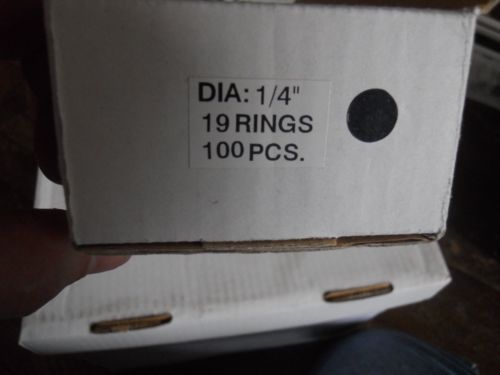 DIA: 1/4"
19 RINGS
100 PCS.